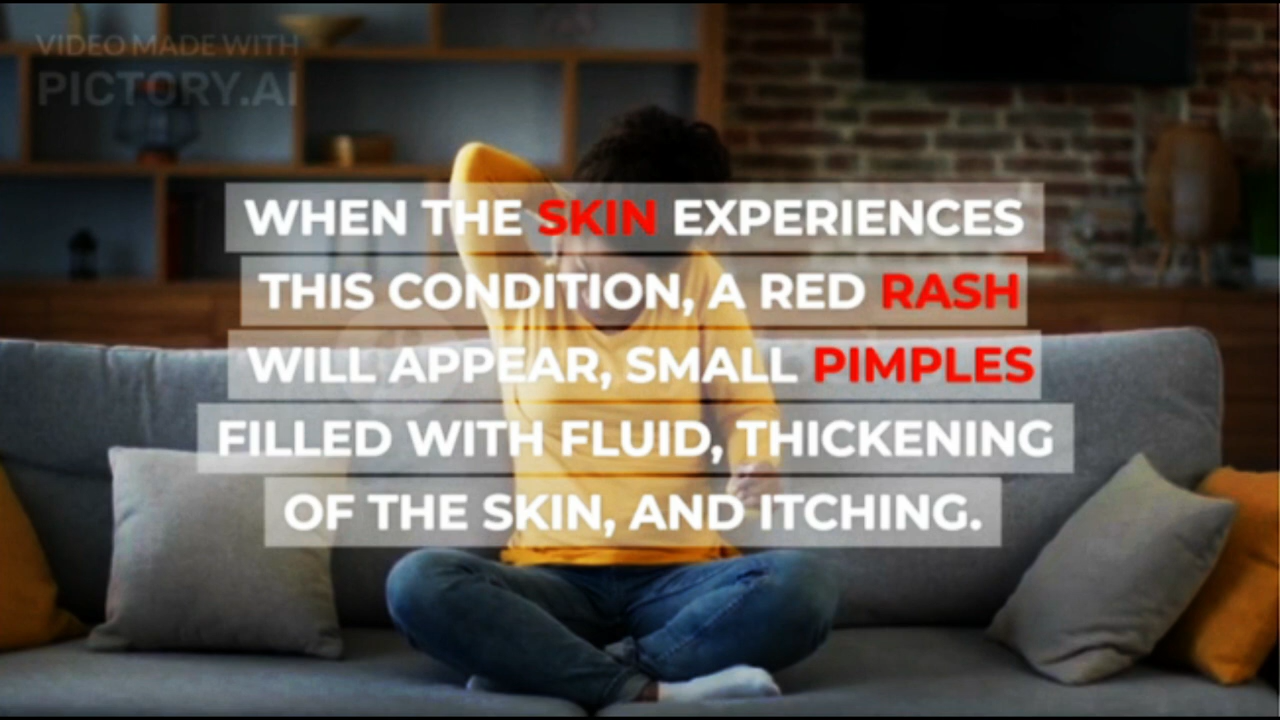 VIDEO MADE WITH
PICTORY.AI
WHEN THE SKIN EXPERIENCES
THIS CONDITION, A RED RASH
WILL APPEAR, SMALL PIMPLES
FILLED WITH FLUID, THICKENING
OF THE SKIN, AND ITCHING.